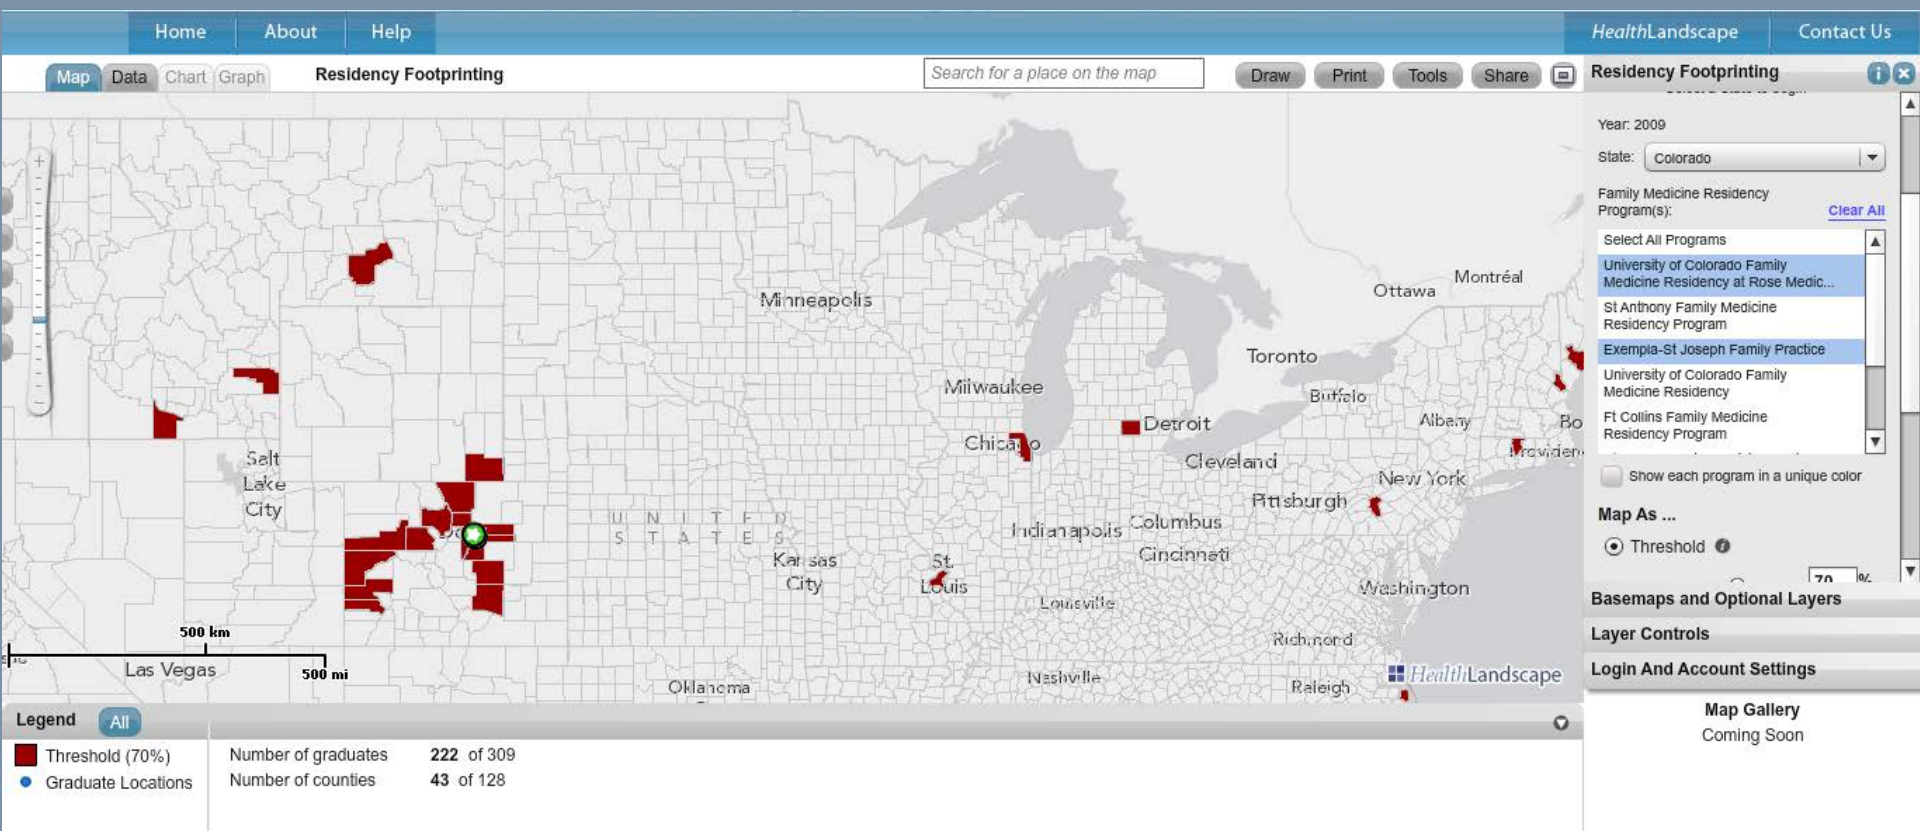 Home About Help HealthLandscape Contact Us
Map Data Chart Graph Residency Footprinting Search for a place on the map Draw Print Tools Share Residency Footprinting
Year: 2009
State: Colorado
Family Medicine Residency
Program(s): Clear All
Select All Programs
University of Colorado Family
Medicine Residency at Rose Medic...
St Anthony Family Medicine
Residency Program
Exempla-St Joseph Family Practice
University of Colorado Family
Medicine Residency
Ft Collins Family Medicine
Residency Program
Show each program in a unique color
Map As ...
Threshold
70 %
Basemaps and Optional Layers
Layer Controls
Login And Account Settings
Map Gallery
Coming Soon
Montréal
Ottawa
Minneapolis
Toronto
Milwaukee
Buffalo
Albany
Detroit
Bo
Chicago
Providen
Cleveland
Salt
Lake
City
New York
Pittsburgh
UNITED
STATES
Columbus
Indianapolis
Cincinnati
Kansas
City
St.
Louis
Washington
Louisville
500 km
Richmond
Las Vegas
500 mi
Nashville
HealthLandscape
Oklahoma
Raleigh
Legend All
Threshold (70%)
Graduate Locations
Number of graduates 222 of 309
Number of counties 43 of 128